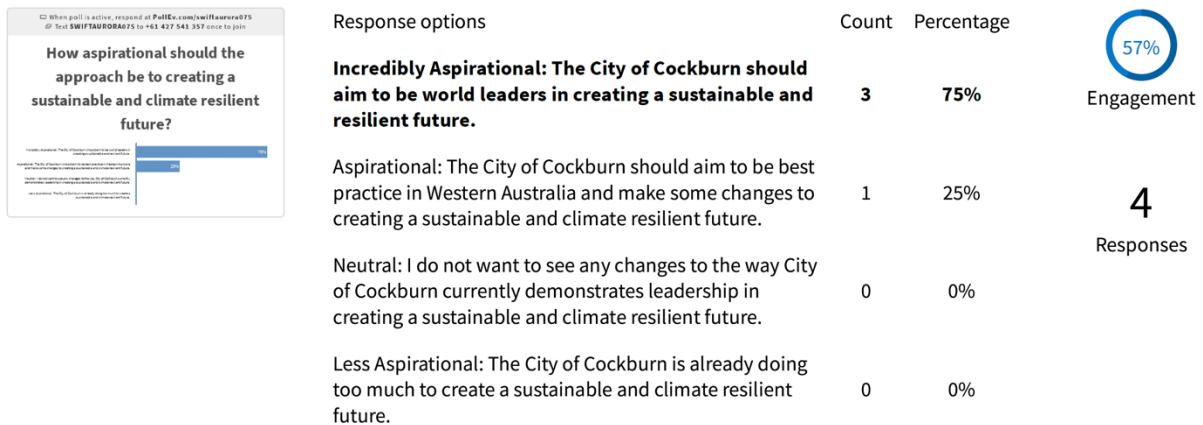 When poll is active, respond at PollEv.com/swiftaurora075
Text SWIFTAURORA075 to +61 427 541 357 once to join
How aspirational should the
approach be to creating a
sustainable and climate resilient
future?
75%
25%
Response options Count Percentage
Incredibly Aspirational: The City of Cockburn should
aim to be world leaders in creating a sustainable and
resilient future.
3 75%
Aspirational: The City of Cockburn should aim to be best
practice in Western Australia and make some changes to
creating a sustainable and climate resilient future.
1 25%
Neutral: I do not want to see any changes to the way City
of Cockburn currently demonstrates leadership in
creating a sustainable and climate resilient future.
0 0%
Less Aspirational: The City of Cockburn is already doing
too much to create a sustainable and climate resilient
future.
0 0%
57%
Engagement
4
Responses